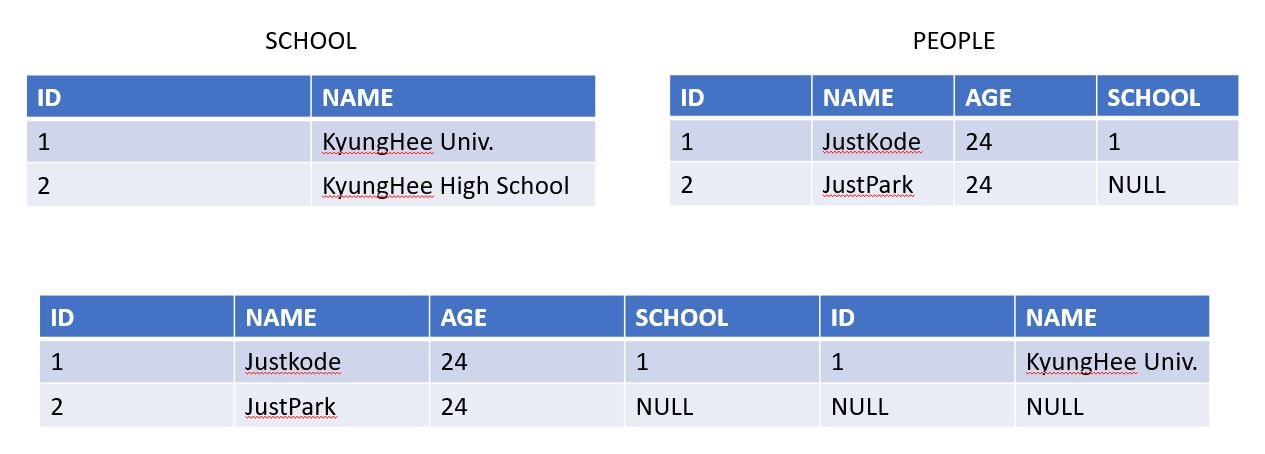 SCHOOL
ID NAME
1 KyungHee Univ.
2 KyungHee High School
PEOPLE
ID NAME AGE SCHOOL
1 JustKode 24 1
2 JustPark 24 NULL
ID NAME AGE SCHOOL ID NAME
1 Justkode 24 1 1 KyungHee Univ.
2 JustPark 24 NULL NULL NULL